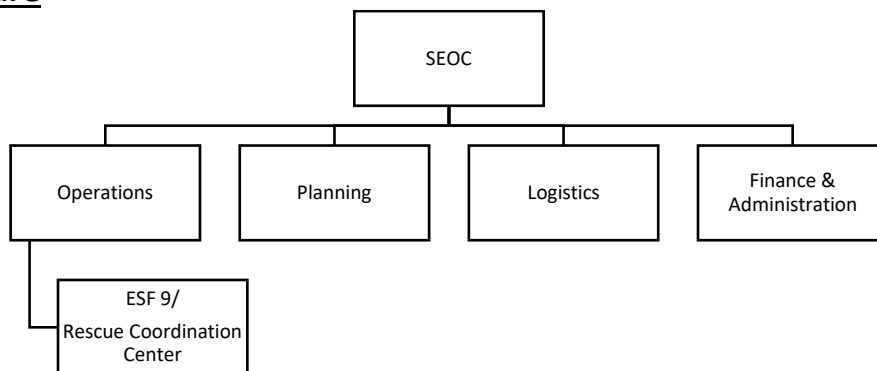 SEOC
Operations
Planning
Logistics
Finance &
Administration
ESF 9/
Rescue Coordination
Center